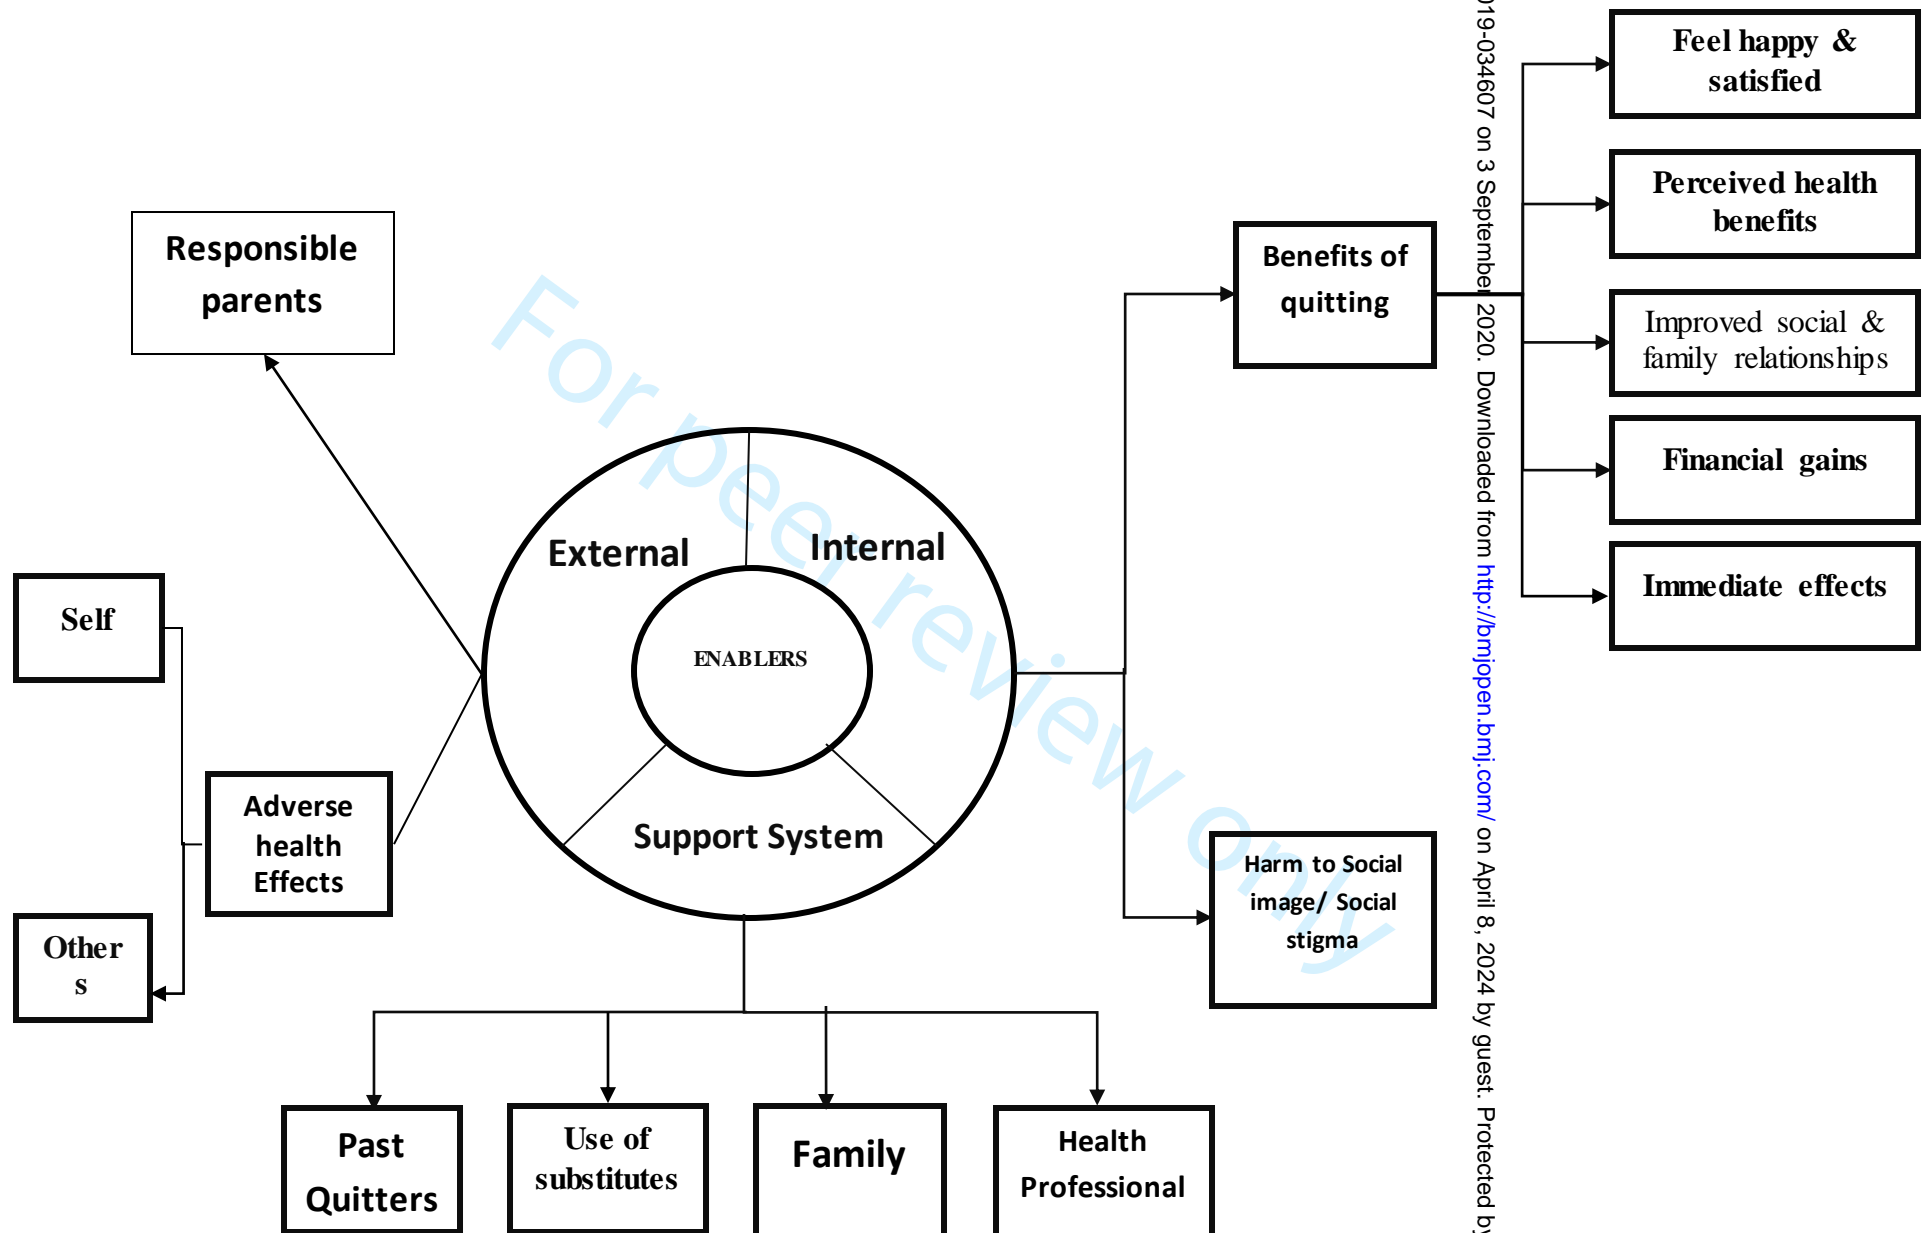 Feel happy &
satisfied
Perceived health
benefits
Improved social &
family relationships
Financial gains
Immediate effects
Benefits of
quitting
Harm to Social
image/ Social
stigma
Responsible
parents
External
Internal
ENABLERS
Support System
Self
Adverse
health
Effects
Other
s
Past
Quitters
Use of
substitutes
Family
Health
Professional
For peer review only
019-034607 on 3 September 2020. Downloaded from http://bmjopen.bmj.com/ on April 8, 2024 by guest. Protected by